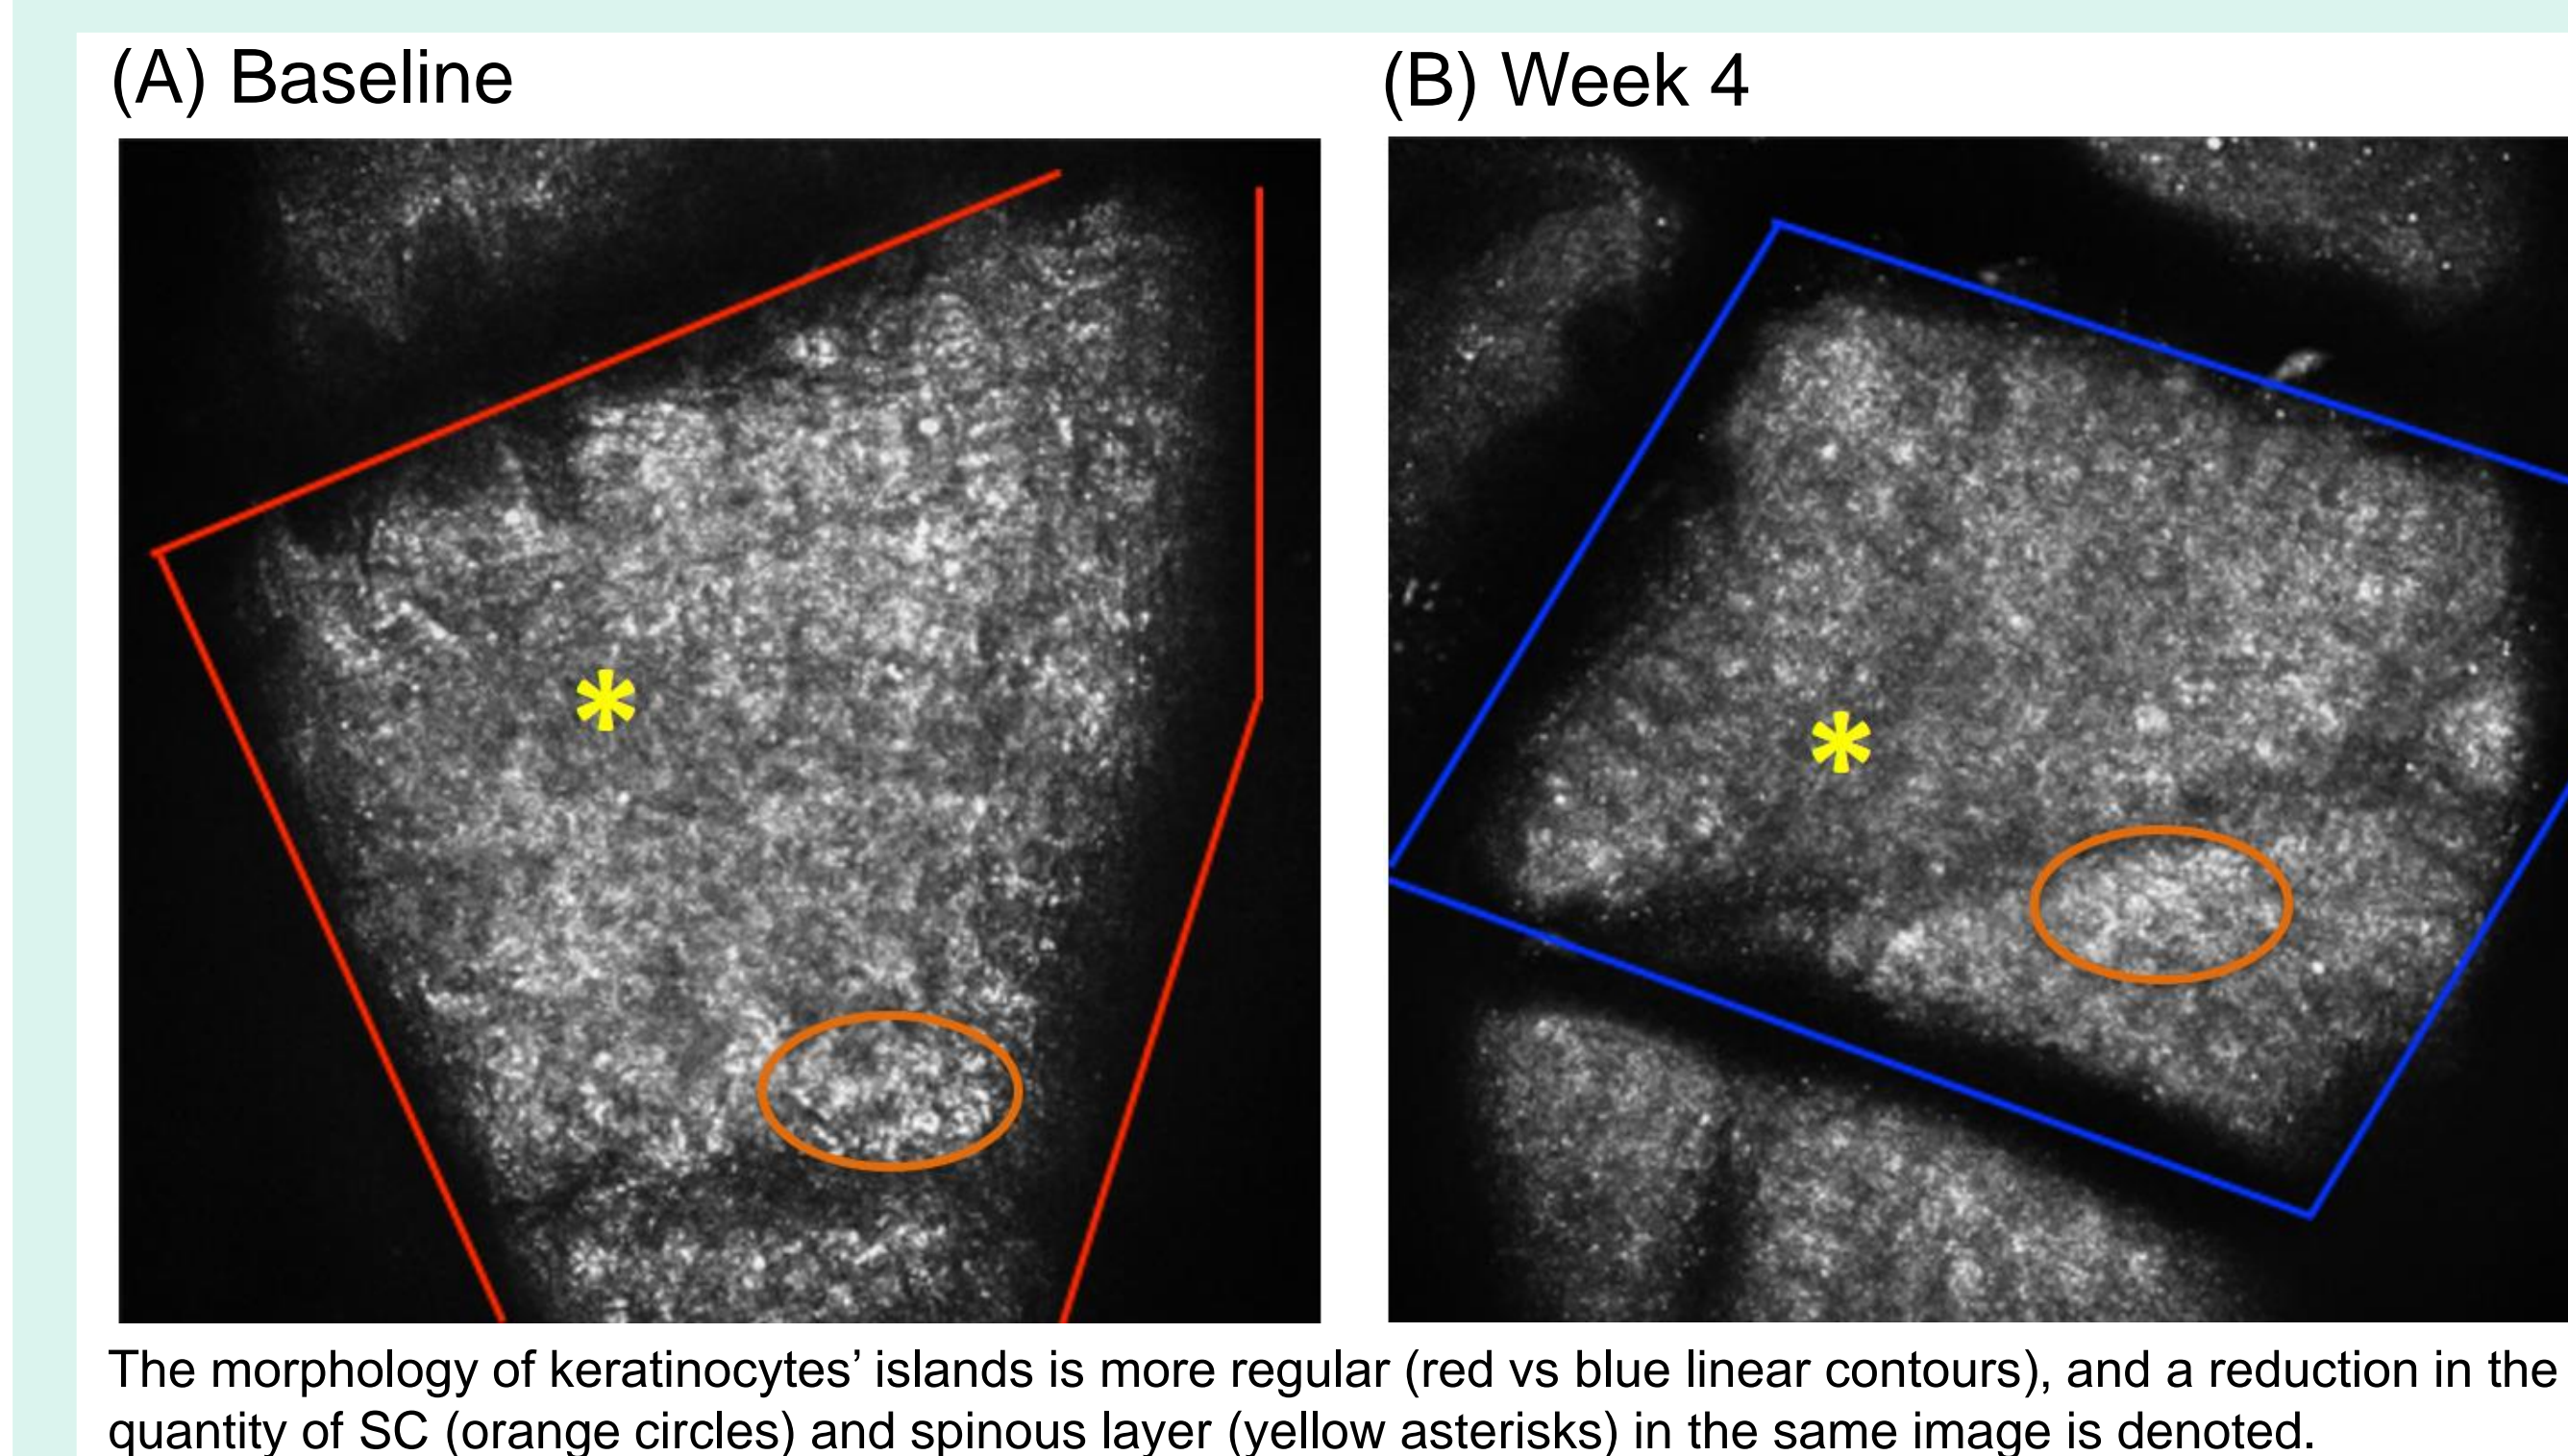 (A) Baseline
(B) Week 4
The morphology of keratinocytes’ islands is more regular (red vs blue linear contours), and a reduction in the
quantity of SC (orange circles) and spinous layer (yellow asterisks) in the same image is denoted.